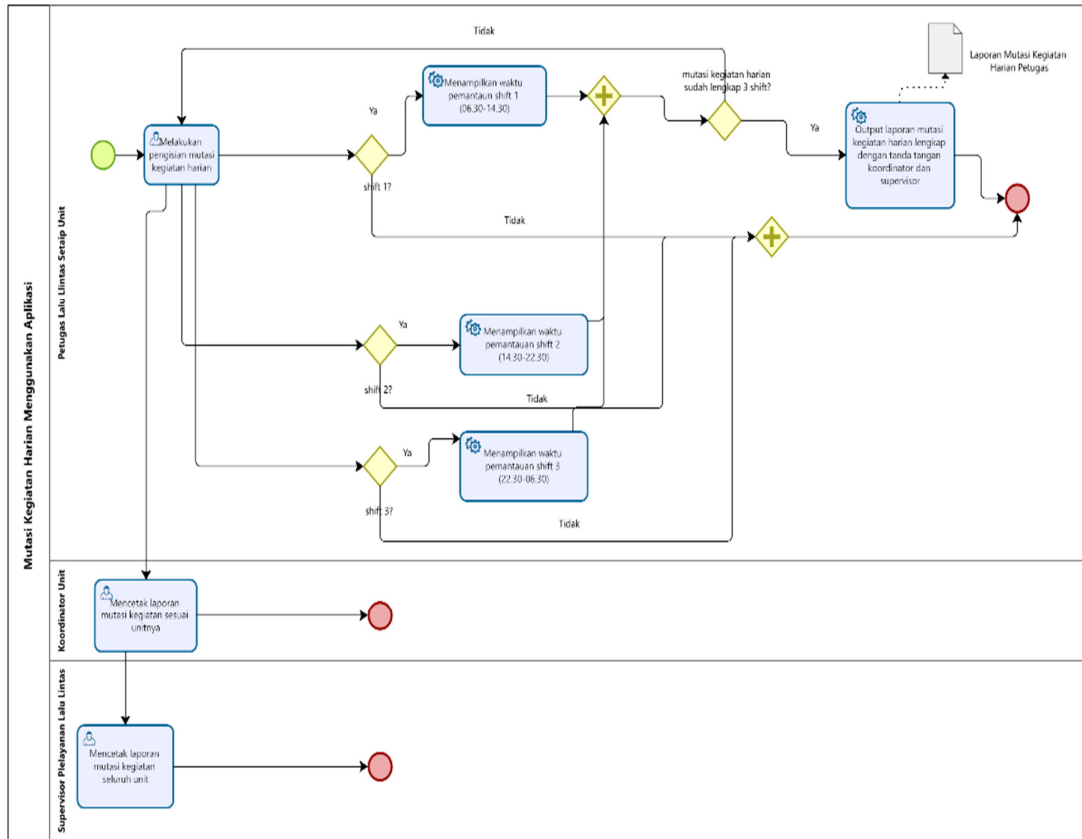 Mutasi Kegiatan Harian Menggunakan Aplikasi
Petugas Lalu Llintas Setaip Unit
Tidak
Laporan Mutasi Kegiatan
Harian Petugas
Melakukan
pengisian mutasi
kegiatan harian
Ya
shift 1?
Menampilkan waktu
pemantaun shift 1
(06.30-14.30)
mutasi kegiatan harian
sudah lengkap 3 shift?
Ya
Output laporan mutasi
kegiatan harian lengkap
dengan tanda tangan
koordinator dan
supervisor
Tidak
Ya
shift 2?
Menampilkan waktu
pemantauan shift 2
(14.30-22.30)
Tidak
Ya
shift 3?
Menampilkan waktu
pemantauan shift 3
(22.30-06.30)
Tidak
Koordinator Unit
Mencetak laporan
mutasi kegiatan sesuai
unitnya
Supervisor Plelayanan Lalu Lintas
Mencetak laporan
mutasi kegiatan
seluruh unit